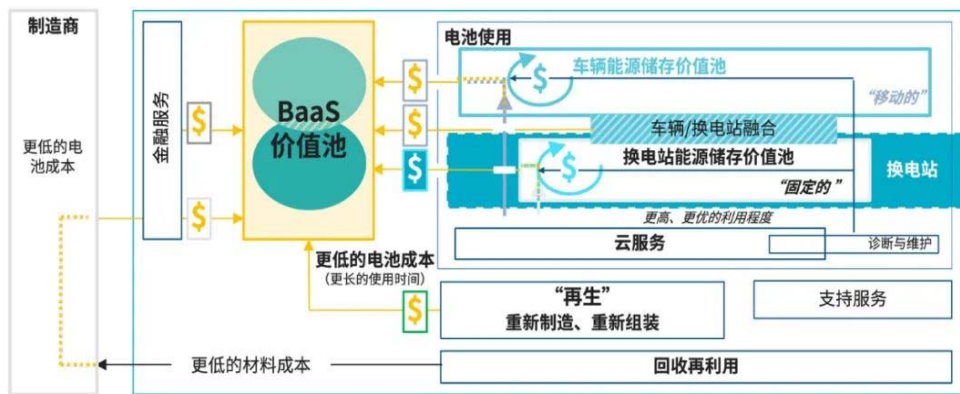 制造商
更低的电
池成本
金融服务
$
$
BaaS
价值池
$
$
$
电池使用
$
车辆能源储存价值池
“移动的”
车辆/换电站融合
换电站能源储存价值池
$
“固定的 ”
换电站
更高、更优的利用程度
云服务
诊断与维护
更低的电池成本
(更长的使用时间)
$
“再生”
重新制造、重新组装
支持服务
更低的材料成本
回收再利用